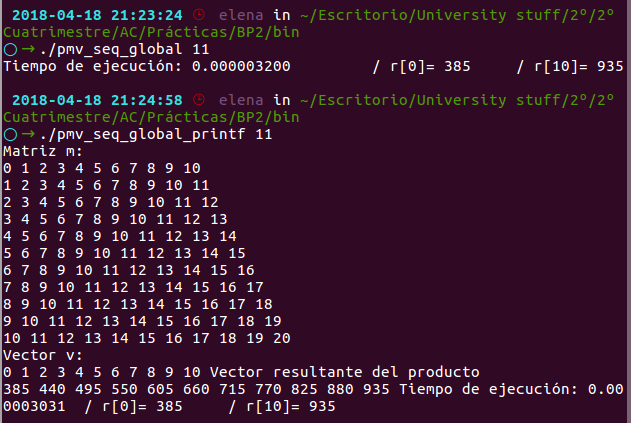 2018-04-18 21:23:24 elena in ~/Escritorio/University stuff/2º/2º
Cuatrimestre/AC/Prácticas/BP2/bin
○ → ./pmv_seq_global 11
Tiempo de ejecución: 0.000003200 / r[0]= 385 / r[10]= 935
2018-04-18 21:24:58 elena in ~/Escritorio/University stuff/2º/2º
Cuatrimestre/AC/Prácticas/BP2/bin
○ → ./pmv_seq_global_printf 11
Matriz m:
0 1 2 3 4 5 6 7 8 9 10
1 2 3 4 5 6 7 8 9 10 11
2 3 4 5 6 7 8 9 10 11 12
3 4 5 6 7 8 9 10 11 12 13
4 5 6 7 8 9 10 11 12 13 14
5 6 7 8 9 10 11 12 13 14 15
6 7 8 9 10 11 12 13 14 15 16
7 8 9 10 11 12 13 14 15 16 17
8 9 10 11 12 13 14 15 16 17 18
9 10 11 12 13 14 15 16 17 18 19
10 11 12 13 14 15 16 17 18 19 20
Vector v:
0 1 2 3 4 5 6 7 8 9 10 Vector resultante del producto
385 440 495 550 605 660 715 770 825 880 935 Tiempo de ejecución: 0.00
0003031 / r[0]= 385 / r[10]= 935